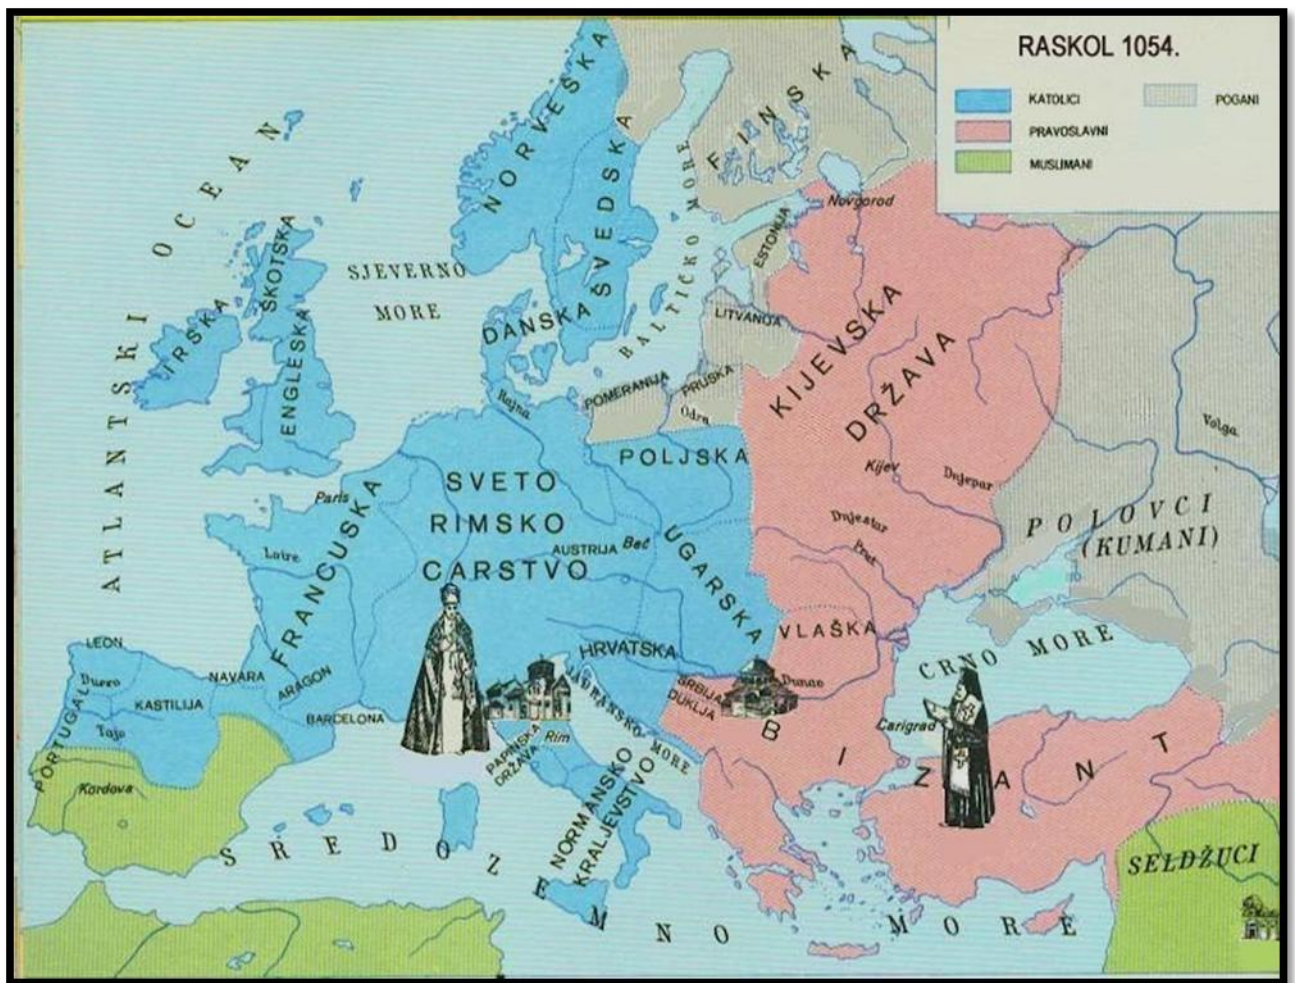 RASKOL 1054.
KATOLICI
POGANI
PRAVOSLAVNI
MUSLIMANI
ATLANTSKI OCEAN
NORVEŠKA
ŠVEDSKA
FINSKA
Novgorod
ESTONIJA
BALTIČKO MORE
SJEVERNO
MORE
ŠKOTSKA
IRSKA
ENGLESKA
DANSKA
LITVANIJA
KIJEVSKA
DRŽAVA
POMERANIJA
PRUSKA
Odra
Rajna
Volga
POLJSKA
Kijev
Dnjepar
SVETO
RIMSKO
CARSTVO
Paris
FRANCUSKA
Loire
AUSTRIJA
Beč
UGARSKA
Dnjestar
Prut
POLOVCI
(KUMANI)
VLAŠKA
CRNO MORE
HRVATSKA
LEON
Duero
NAVARA
ARAGON
KASTILIJA
PORTUGAL
Tajo
BARCELONA
JADRANSKO MORE
SRBIJA
DUKLJA
Dunav
Carigrad
BIZANT
PAPINSKA
DRŽAVA
Rim
NORMANSKO
KRALJEVSTVO
Kordova
SREDOZEMNO MORE
SELDŽUCI